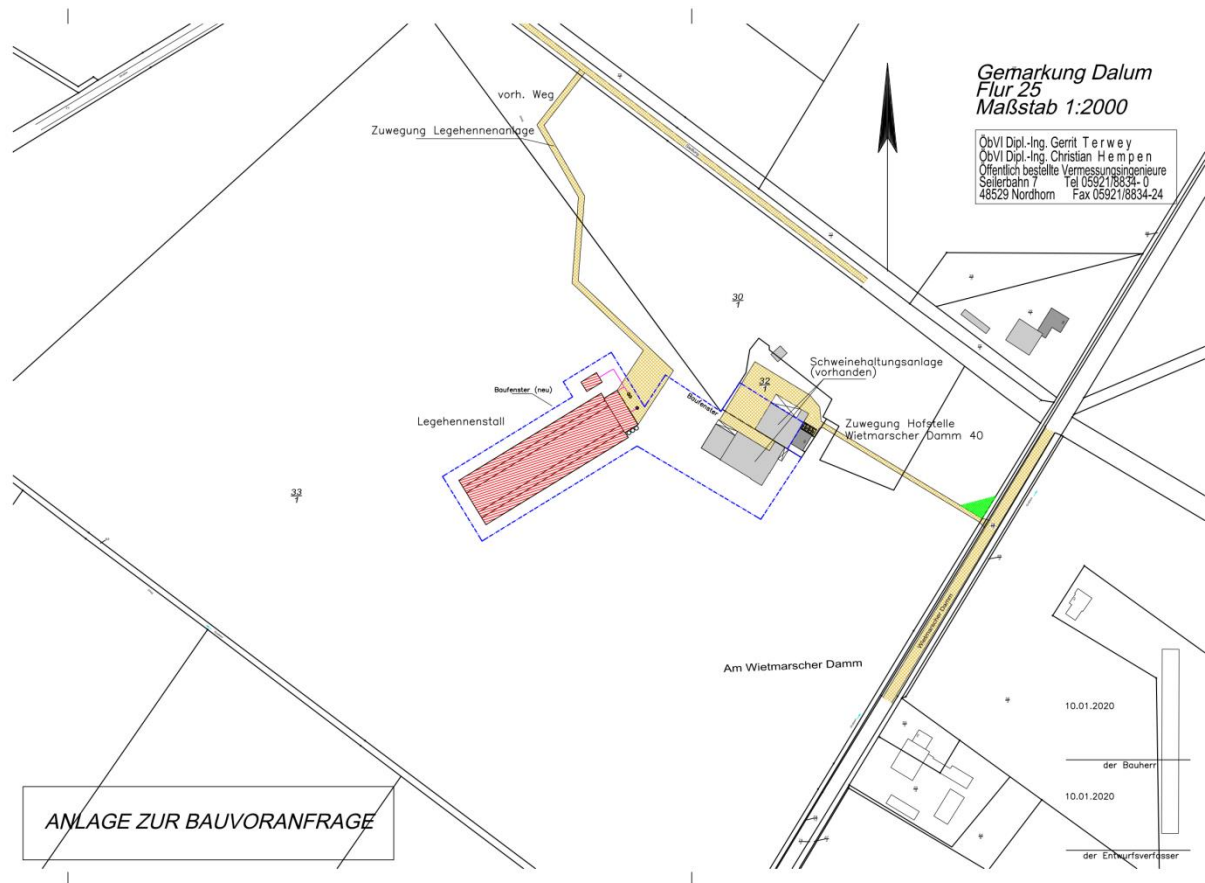 Gemarkung Dalum
Flur 25
Maßstab 1:2000
ÖbVI Dipl.-Ing. Gerrit T e r w e y
ÖbVI Dipl.-Ing. Christian H e m p e n
Öffentlich bestellte Vermessungsingenieure
Seilerbahn 7 Tel 05921/8834- 0
48529 Nordhorn Fax 05921/8834-24
vorh. Weg
Zuwegung Legehennenanlage
30
1
Schweinehaltungsanlage
(vorhanden)
32
1
Baufenster (neu)
Baufenster
Legehennenstall
Zuwegung Hofstelle
Wietmarscher Damm 40
33
1
Wietmarscher Damm
Am Wietmarscher Damm
10.01.2020
der Bauherr
10.01.2020
der Entwurfsverfasser
ANLAGE ZUR BAUVORANFRAGE